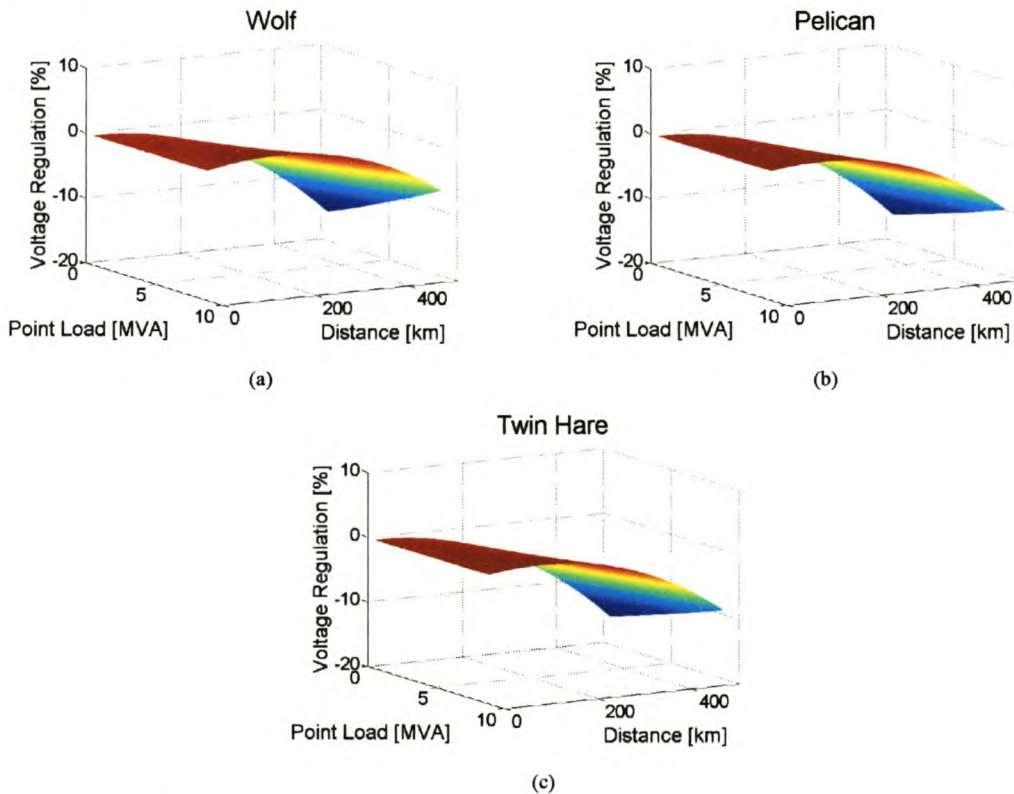 Wolf
Voltage Regulation [%]
10
0
-10
-20
0
5
10
Point Load [MVA]
0
200
400
Distance [km]
(a)
Pelican
Voltage Regulation [%]
10
0
-10
-20
0
5
10
Point Load [MVA]
0
200
400
Distance [km]
(b)
Twin Hare
Voltage Regulation [%]
10
0
-10
-20
0
5
10
Point Load [MVA]
0
200
400
Distance [km]
(c)